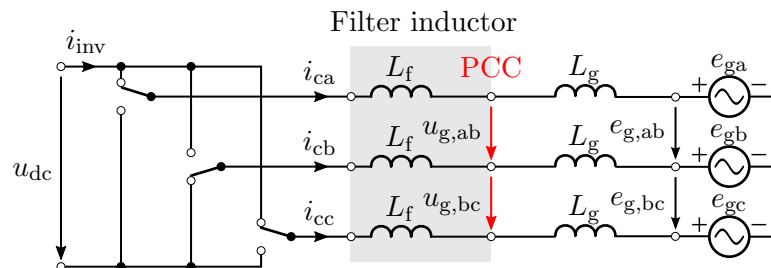 Filter inductor
i_inv
i_ca
L_f
PCC
L_g
e_ga
+ −
u_g,ab
e_g,ab
i_cb
L_f
L_g
e_gb
+ −
u_dc
u_g,bc
e_g,bc
i_cc
L_f
L_g
e_gc
+ −